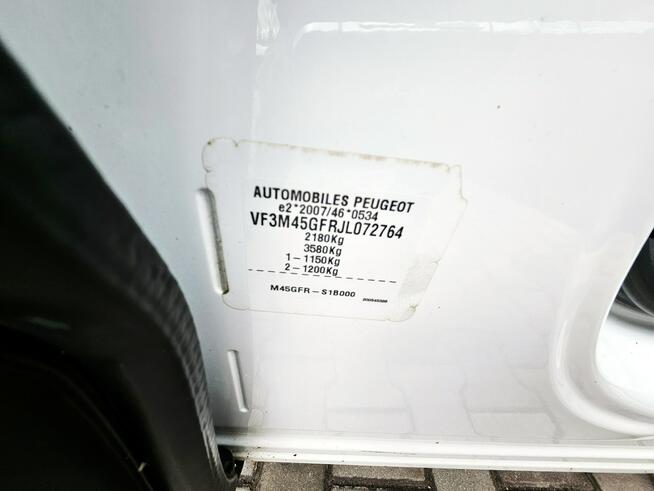 AUTOMOBILES PEUGEOT
e2*2007/46*0534
VF3M45GFRJL072764
2180Kg
3580Kg
1-1150Kg
2-1200Kg
M45GFR-S1B000